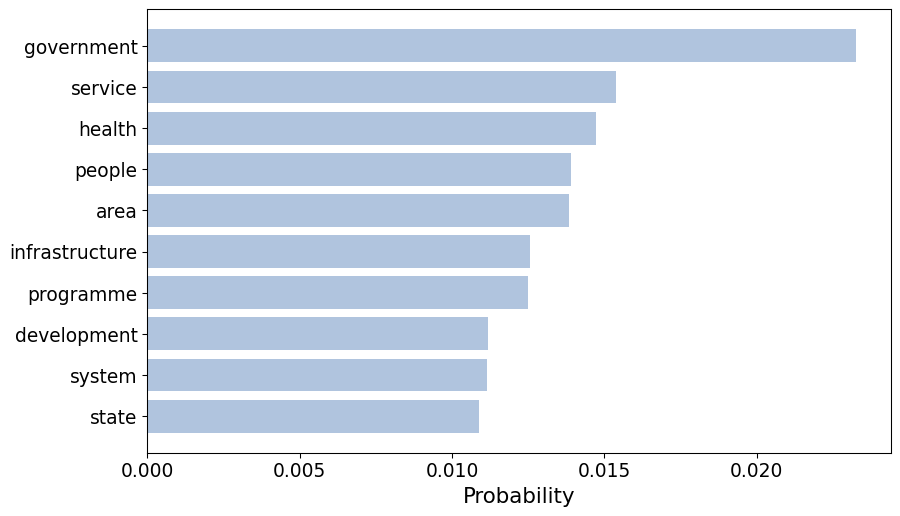 government
service
health
people
area
infrastructure
programme
development
system
state
0.000 0.005 0.010 0.015 0.020
Probability